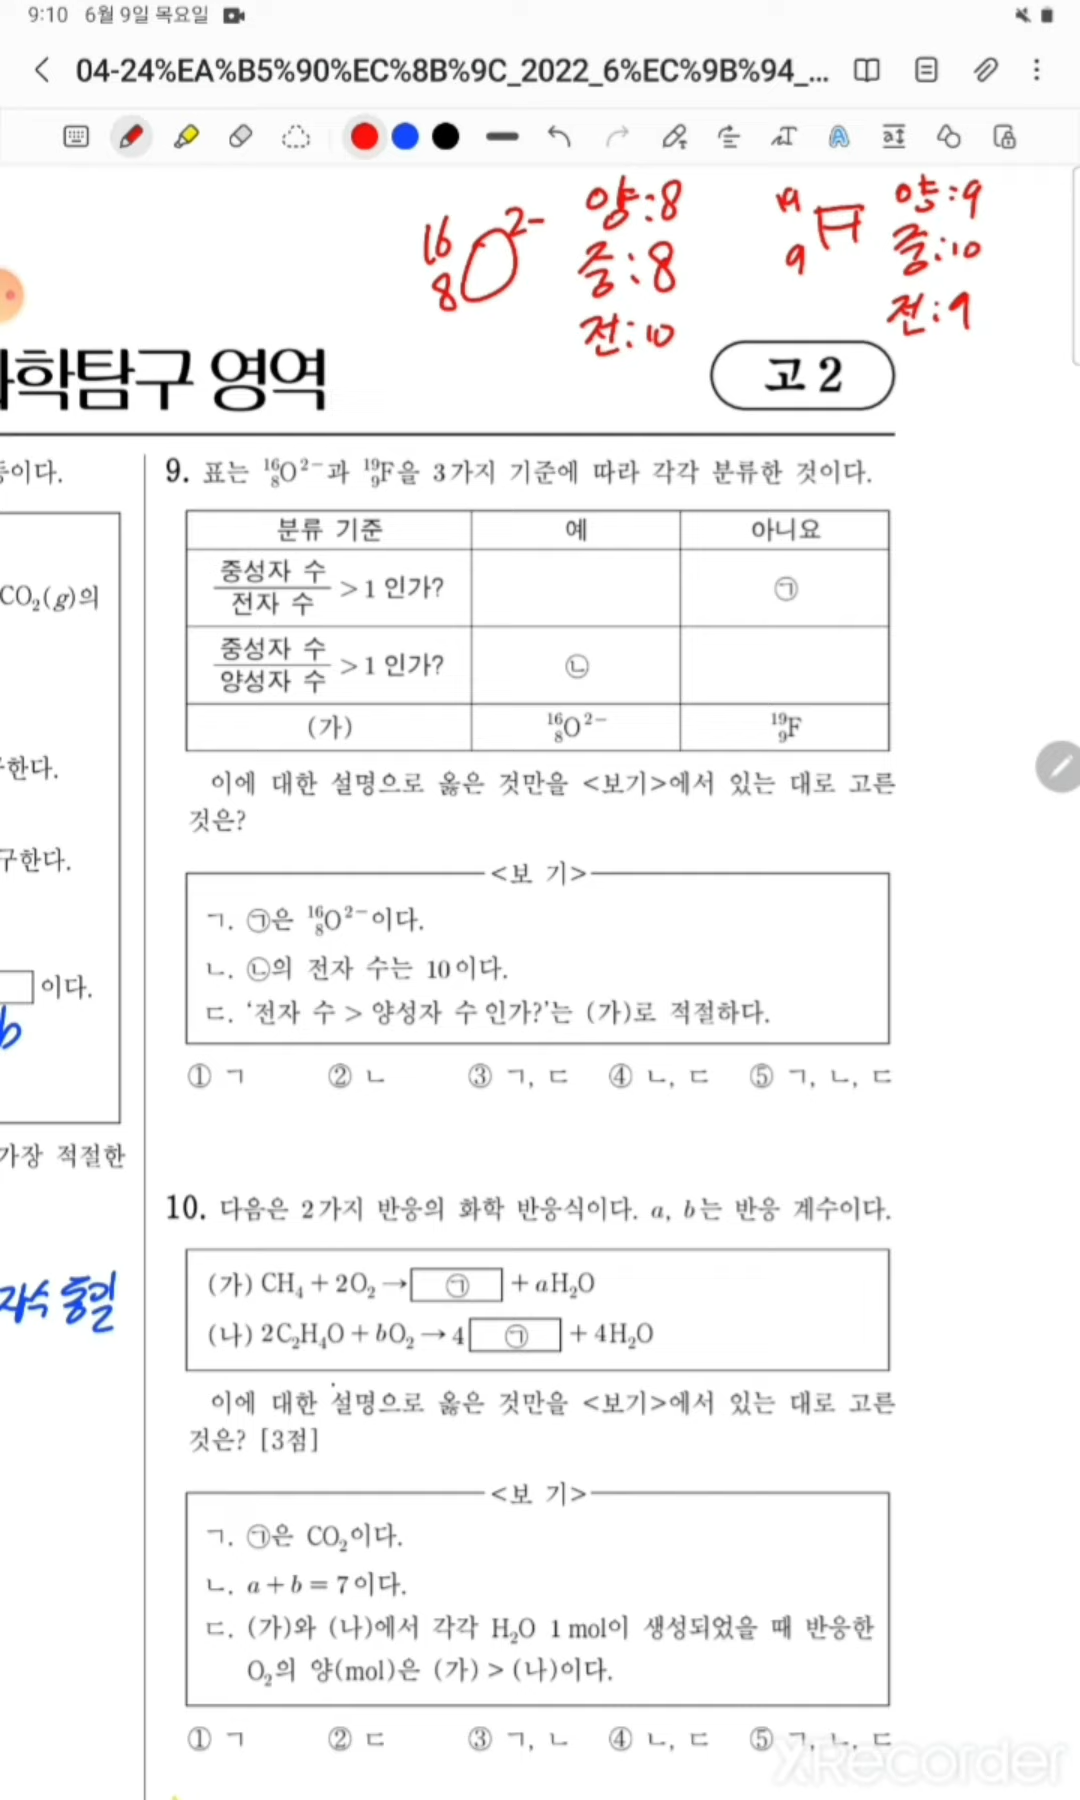 9:10 6월 9일 목요일
04-24%EA%B5%90%EC%8B%9C_2022_6%EC%9B%94_...
16 8 O 2- 양:8 중:8 전:10
19 9 F 양:9 중:10 전:9
학탐구 영역
고 2
이다.
CO₂(g)의
한다.
구한다.
이다.
b
가장 적절한
자수 동일
9. 표는 ¹⁶₈O²⁻과 ¹⁹₉F을 3가지 기준에 따라 각각 분류한 것이다.
분류 기준 예 아니요
중성자 수/전자 수 > 1 인가? ㉠
중성자 수/양성자 수 > 1 인가? ㉡
(가) ¹⁶₈O²⁻ ¹⁹₉F
이에 대한 설명으로 옳은 것만을 <보기>에서 있는 대로 고른
것은?
<보 기>
ㄱ. ㉠은 ¹⁶₈O²⁻이다.
ㄴ. ㉡의 전자 수는 10이다.
ㄷ. ‘전자 수 > 양성자 수인가?’는 (가)로 적절하다.
① ㄱ ② ㄴ ③ ㄱ, ㄷ ④ ㄴ, ㄷ ⑤ ㄱ, ㄴ, ㄷ
10. 다음은 2가지 반응의 화학 반응식이다. a, b는 반응 계수이다.
(가) CH₄ + 2O₂ → ㉠ + aH₂O
(나) 2C₂H₄O + bO₂ → 4 ㉠ + 4H₂O
이에 대한 설명으로 옳은 것만을 <보기>에서 있는 대로 고른
것은? [3점]
<보 기>
ㄱ. ㉠은 CO₂이다.
ㄴ. a + b = 7이다.
ㄷ. (가)와 (나)에서 각각 H₂O 1 mol이 생성되었을 때 반응한
O₂의 양(mol)은 (가) > (나)이다.
① ㄱ ② ㄷ ③ ㄱ, ㄴ ④ ㄴ, ㄷ ⑤ ㄱ, ㄴ, ㄷ
XRecorder